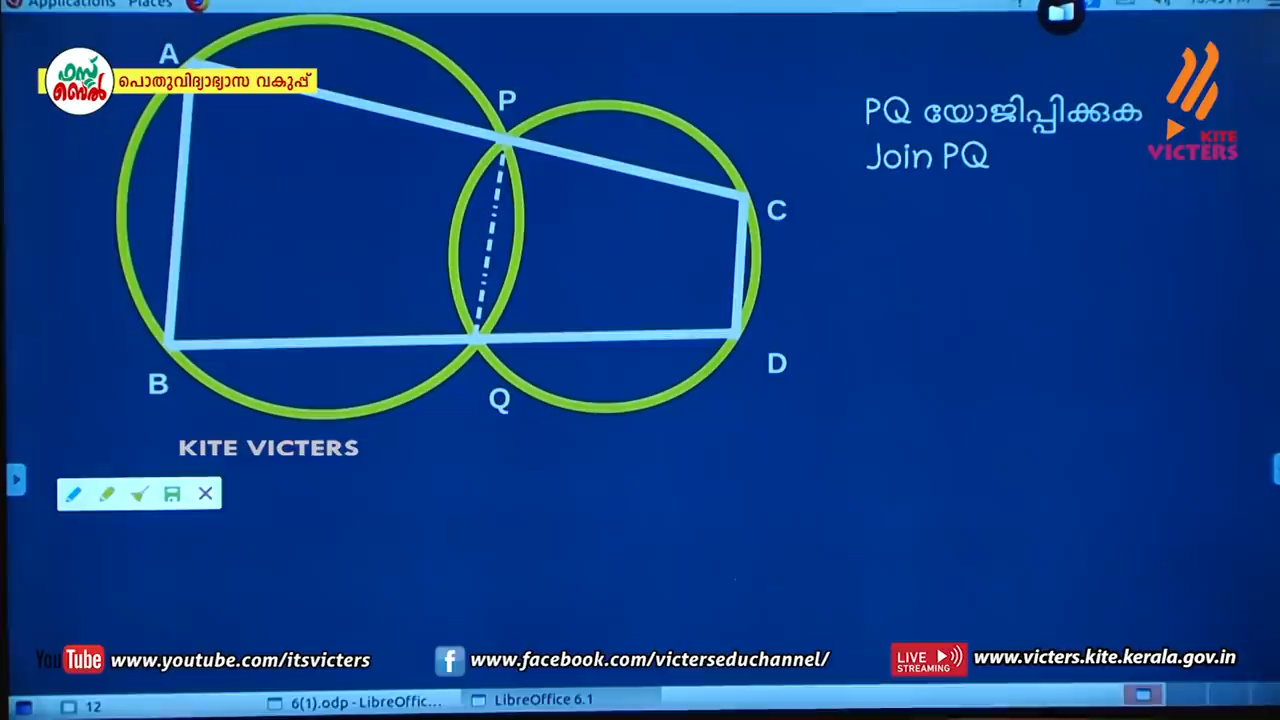 Applications Places
A
ഫസ്റ്റ്
ബെൽ
പൊതുവിദ്യാഭ്യാസ വകുപ്പ്
P
PQ യോജിപ്പിക്കുക
Join PQ
KITE
VICTERS
C
B
Q
D
KITE VICTERS
YouTube www.youtube.com/itsvicters
f www.facebook.com/victerseduchannel/
LIVE
STREAMING
www.victers.kite.kerala.gov.in
12
6(1).odp - LibreOffic...
LibreOffice 6.1